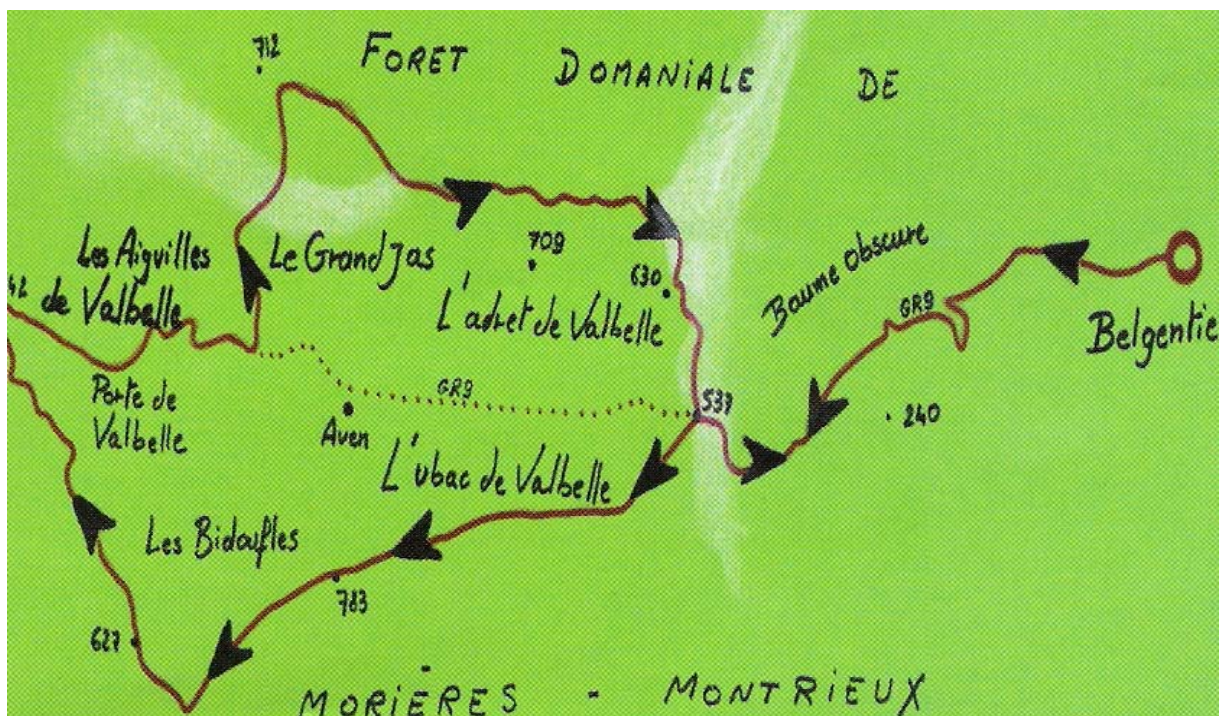 712
FORET DOMANIALE DE
709
Les Aiguilles
de Valbelle
Le Grand Jas
630
L'adret de Valbelle
Baume obscure
GR9
Belgentie
Porte de
Valbelle
GR9
537
240
Aven
L'ubac de Valbelle
Les Bidoufles
783
627
MORIÈRES - MONTRIEUX